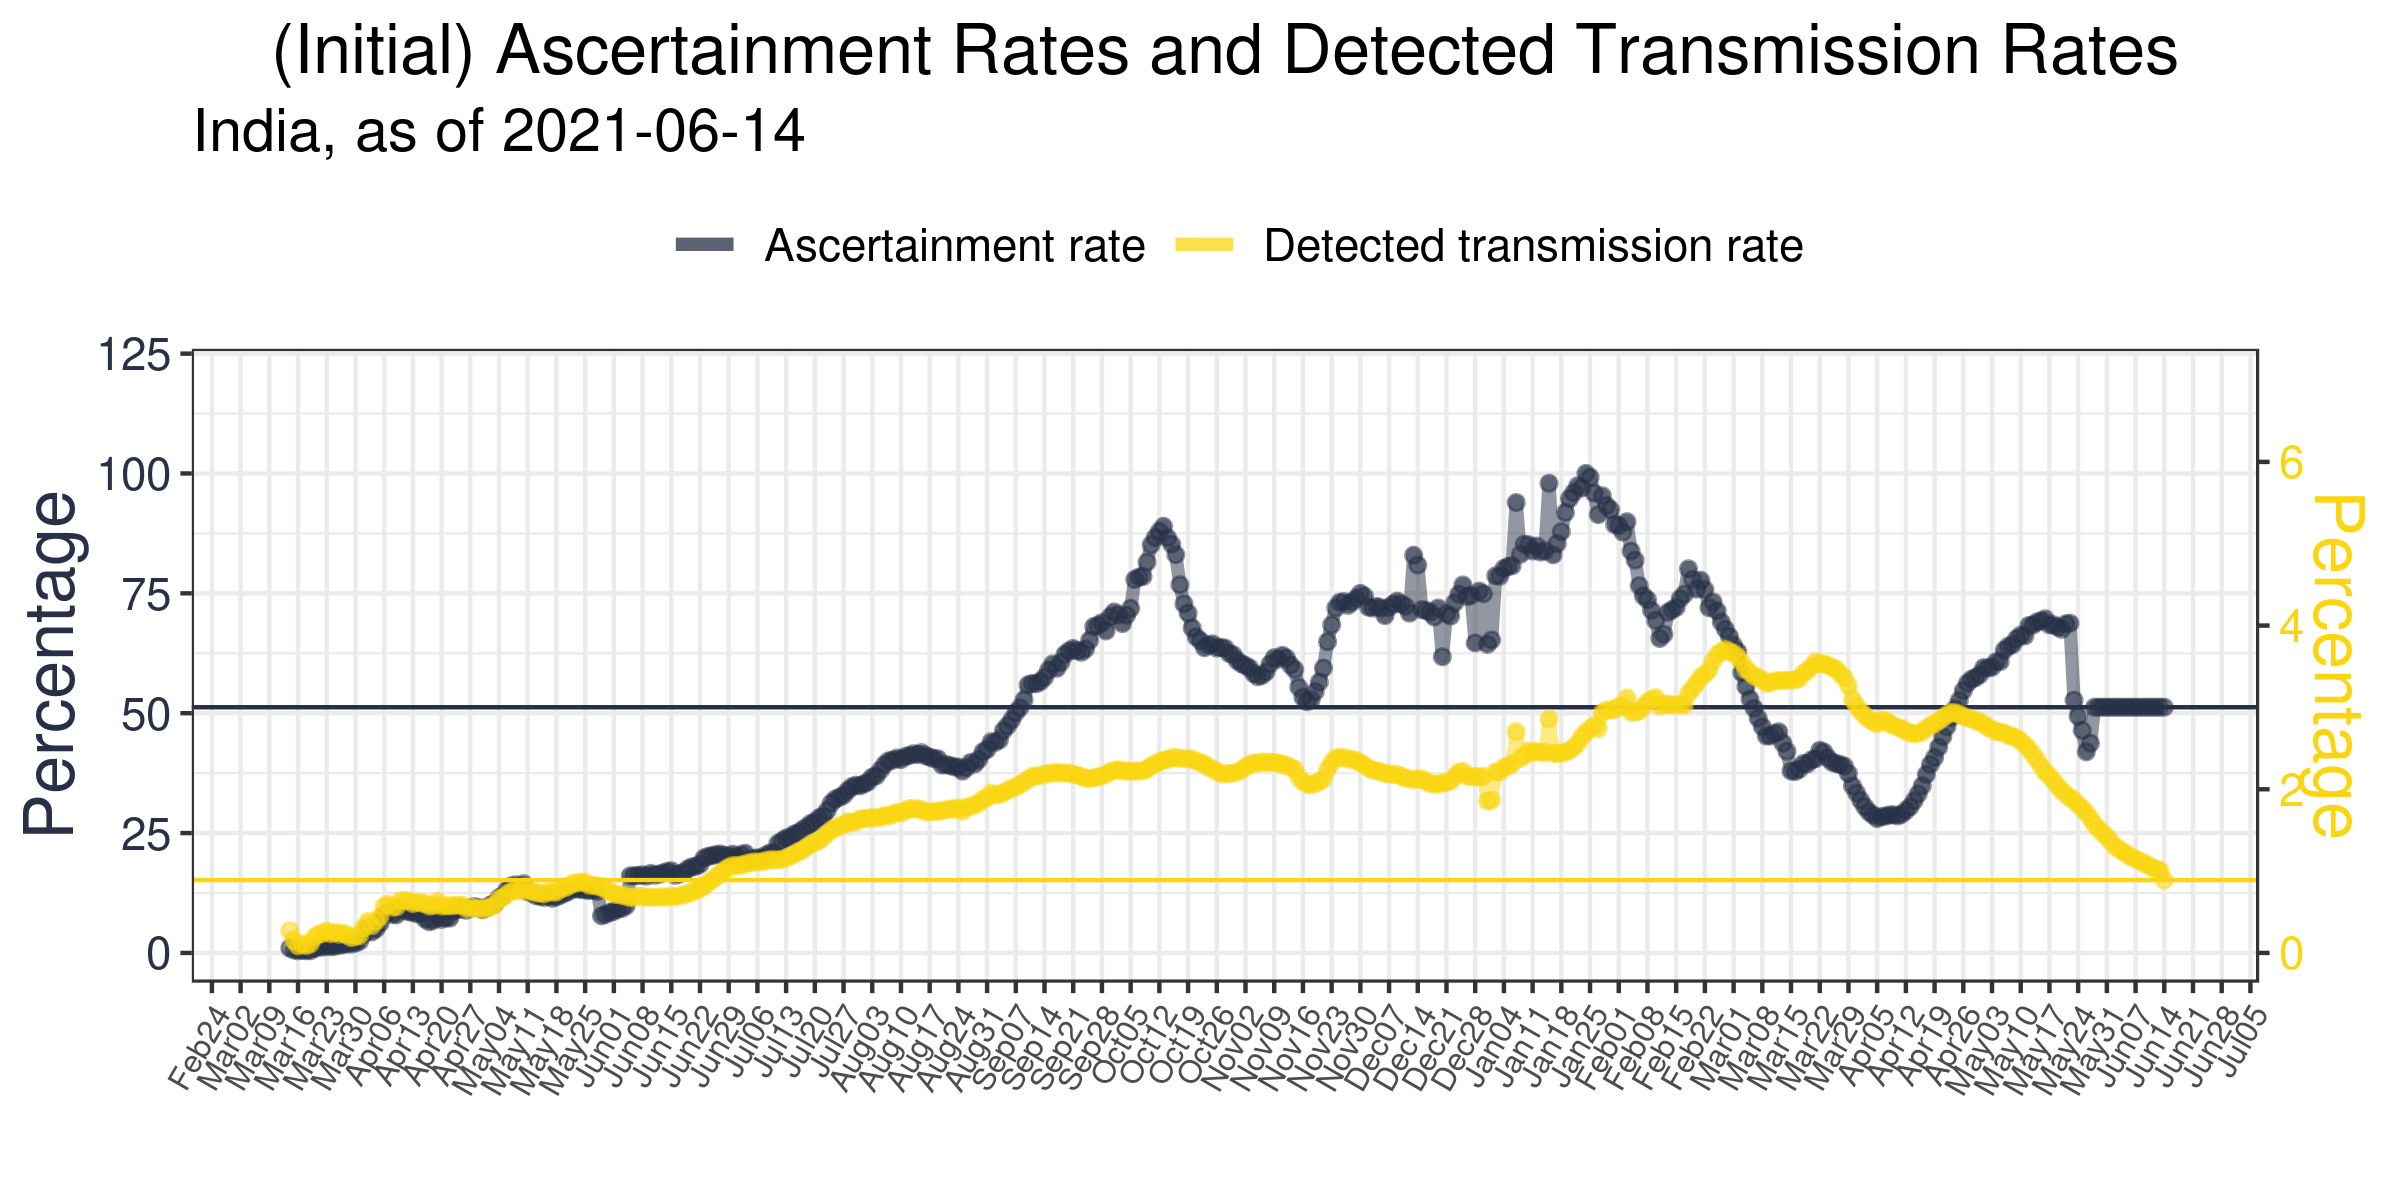 (Initial) Ascertainment Rates and Detected Transmission Rates
India, as of 2021-06-14
Ascertainment rate
Detected transmission rate
Percentage
125
100
75
50
25
0
6
4
2
0
Percentage
Feb24
Mar02
Mar09
Mar16
Mar23
Mar30
Apr06
Apr13
Apr20
Apr27
May04
May11
May18
May25
Jun01
Jun08
Jun15
Jun22
Jun29
Jul06
Jul13
Jul20
Jul27
Aug03
Aug10
Aug17
Aug24
Aug31
Sep07
Sep14
Sep21
Sep28
Oct05
Oct12
Oct19
Oct26
Nov02
Nov09
Nov16
Nov23
Nov30
Dec07
Dec14
Dec21
Dec28
Jan04
Jan11
Jan18
Jan25
Feb01
Feb08
Feb15
Feb22
Mar01
Mar08
Mar15
Mar22
Mar29
Apr05
Apr12
Apr19
Apr26
May03
May10
May17
May24
May31
Jun07
Jun14
Jun21
Jun28
Jul05